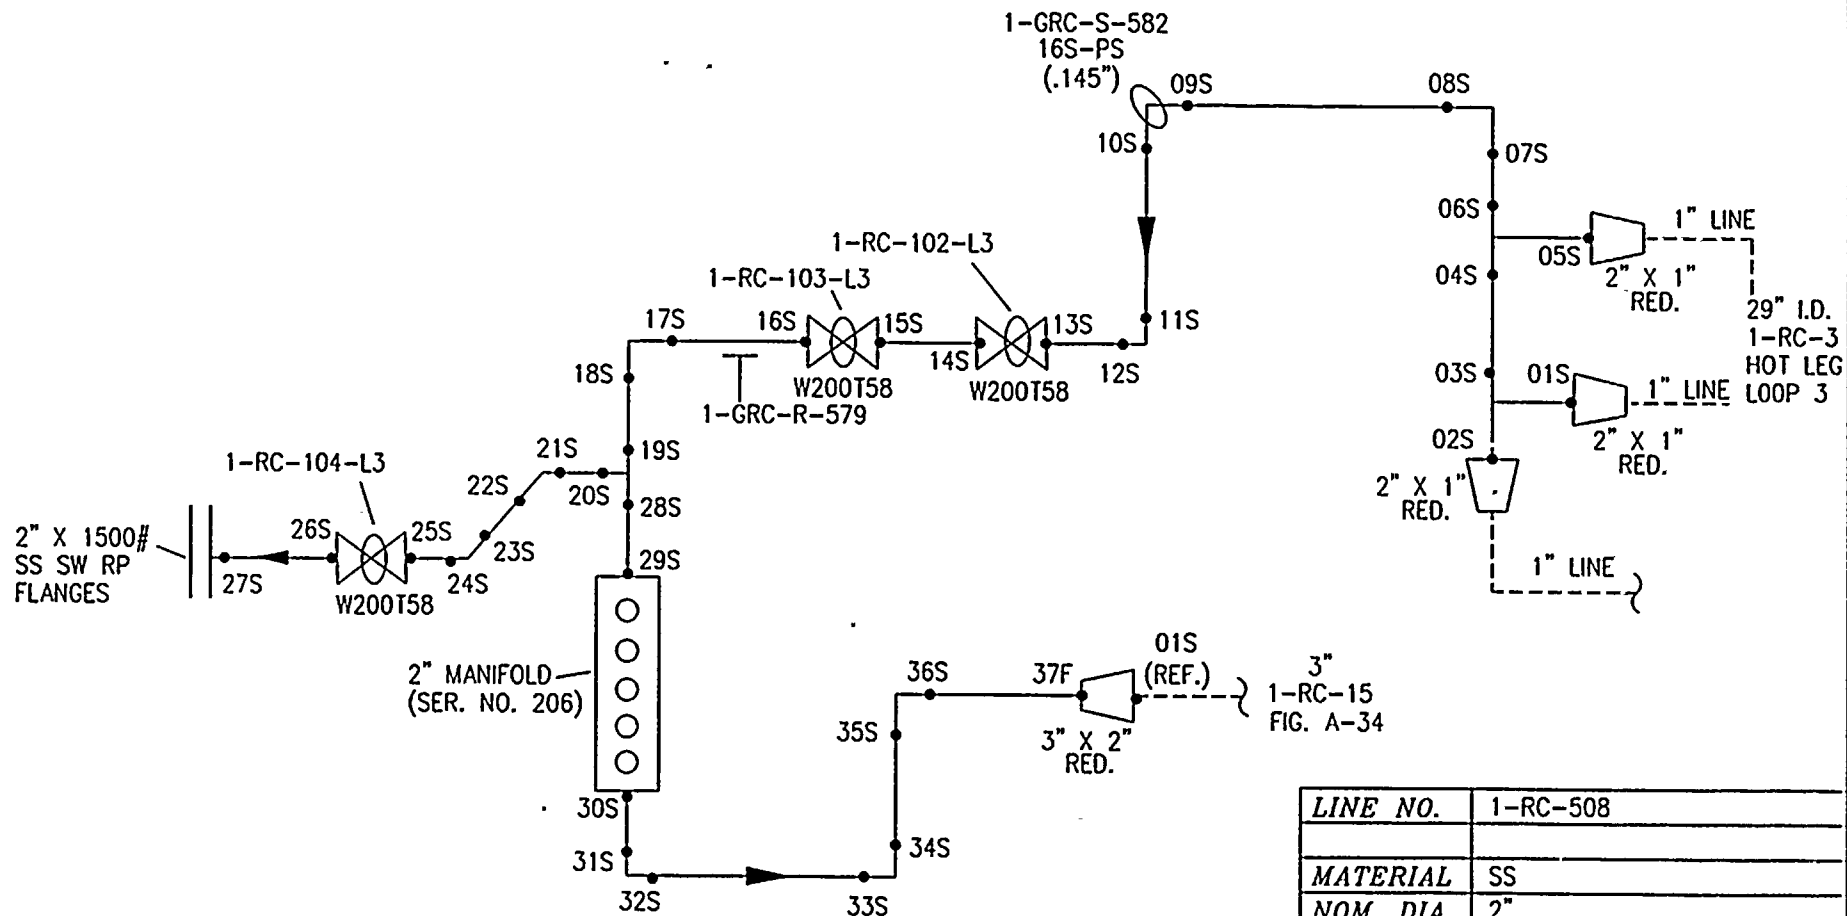 1-GRC-S-582
16S-PS
(.145")
09S
08S
10S
07S
06S
1" LINE
05S
04S
2" X 1"
RED.
29" I.D.
1-RC-3
HOT LEG
LOOP 3
1-RC-102-L3
1-RC-103-L3
17S
16S
15S
13S
11S
14S
12S
W200T58
W200T58
18S
1-GRC-R-579
03S
01S
1" LINE
2" X 1"
RED.
02S
2" X 1"
RED.
1" LINE
19S
21S
20S
1-RC-104-L3
22S
28S
2" X 1500#
SS SW RP
FLANGES
26S
25S
23S
27S
24S
29S
W200T58
2" MANIFOLD
(SER. NO. 206)
36S
37F
01S
(REF.)
3"
1-RC-15
FIG. A-34
35S
3" X 2"
RED.
30S
31S
34S
32S
33S
LINE NO. 1-RC-508
MATERIAL SS
NOM. DIA 2"